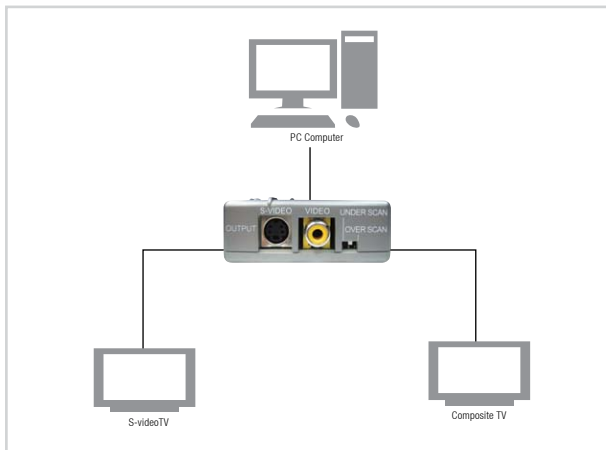 PC Computer
S-VIDEO VIDEO UNDER SCAN
OUTPUT OVER SCAN
S-videoTV
Composite TV